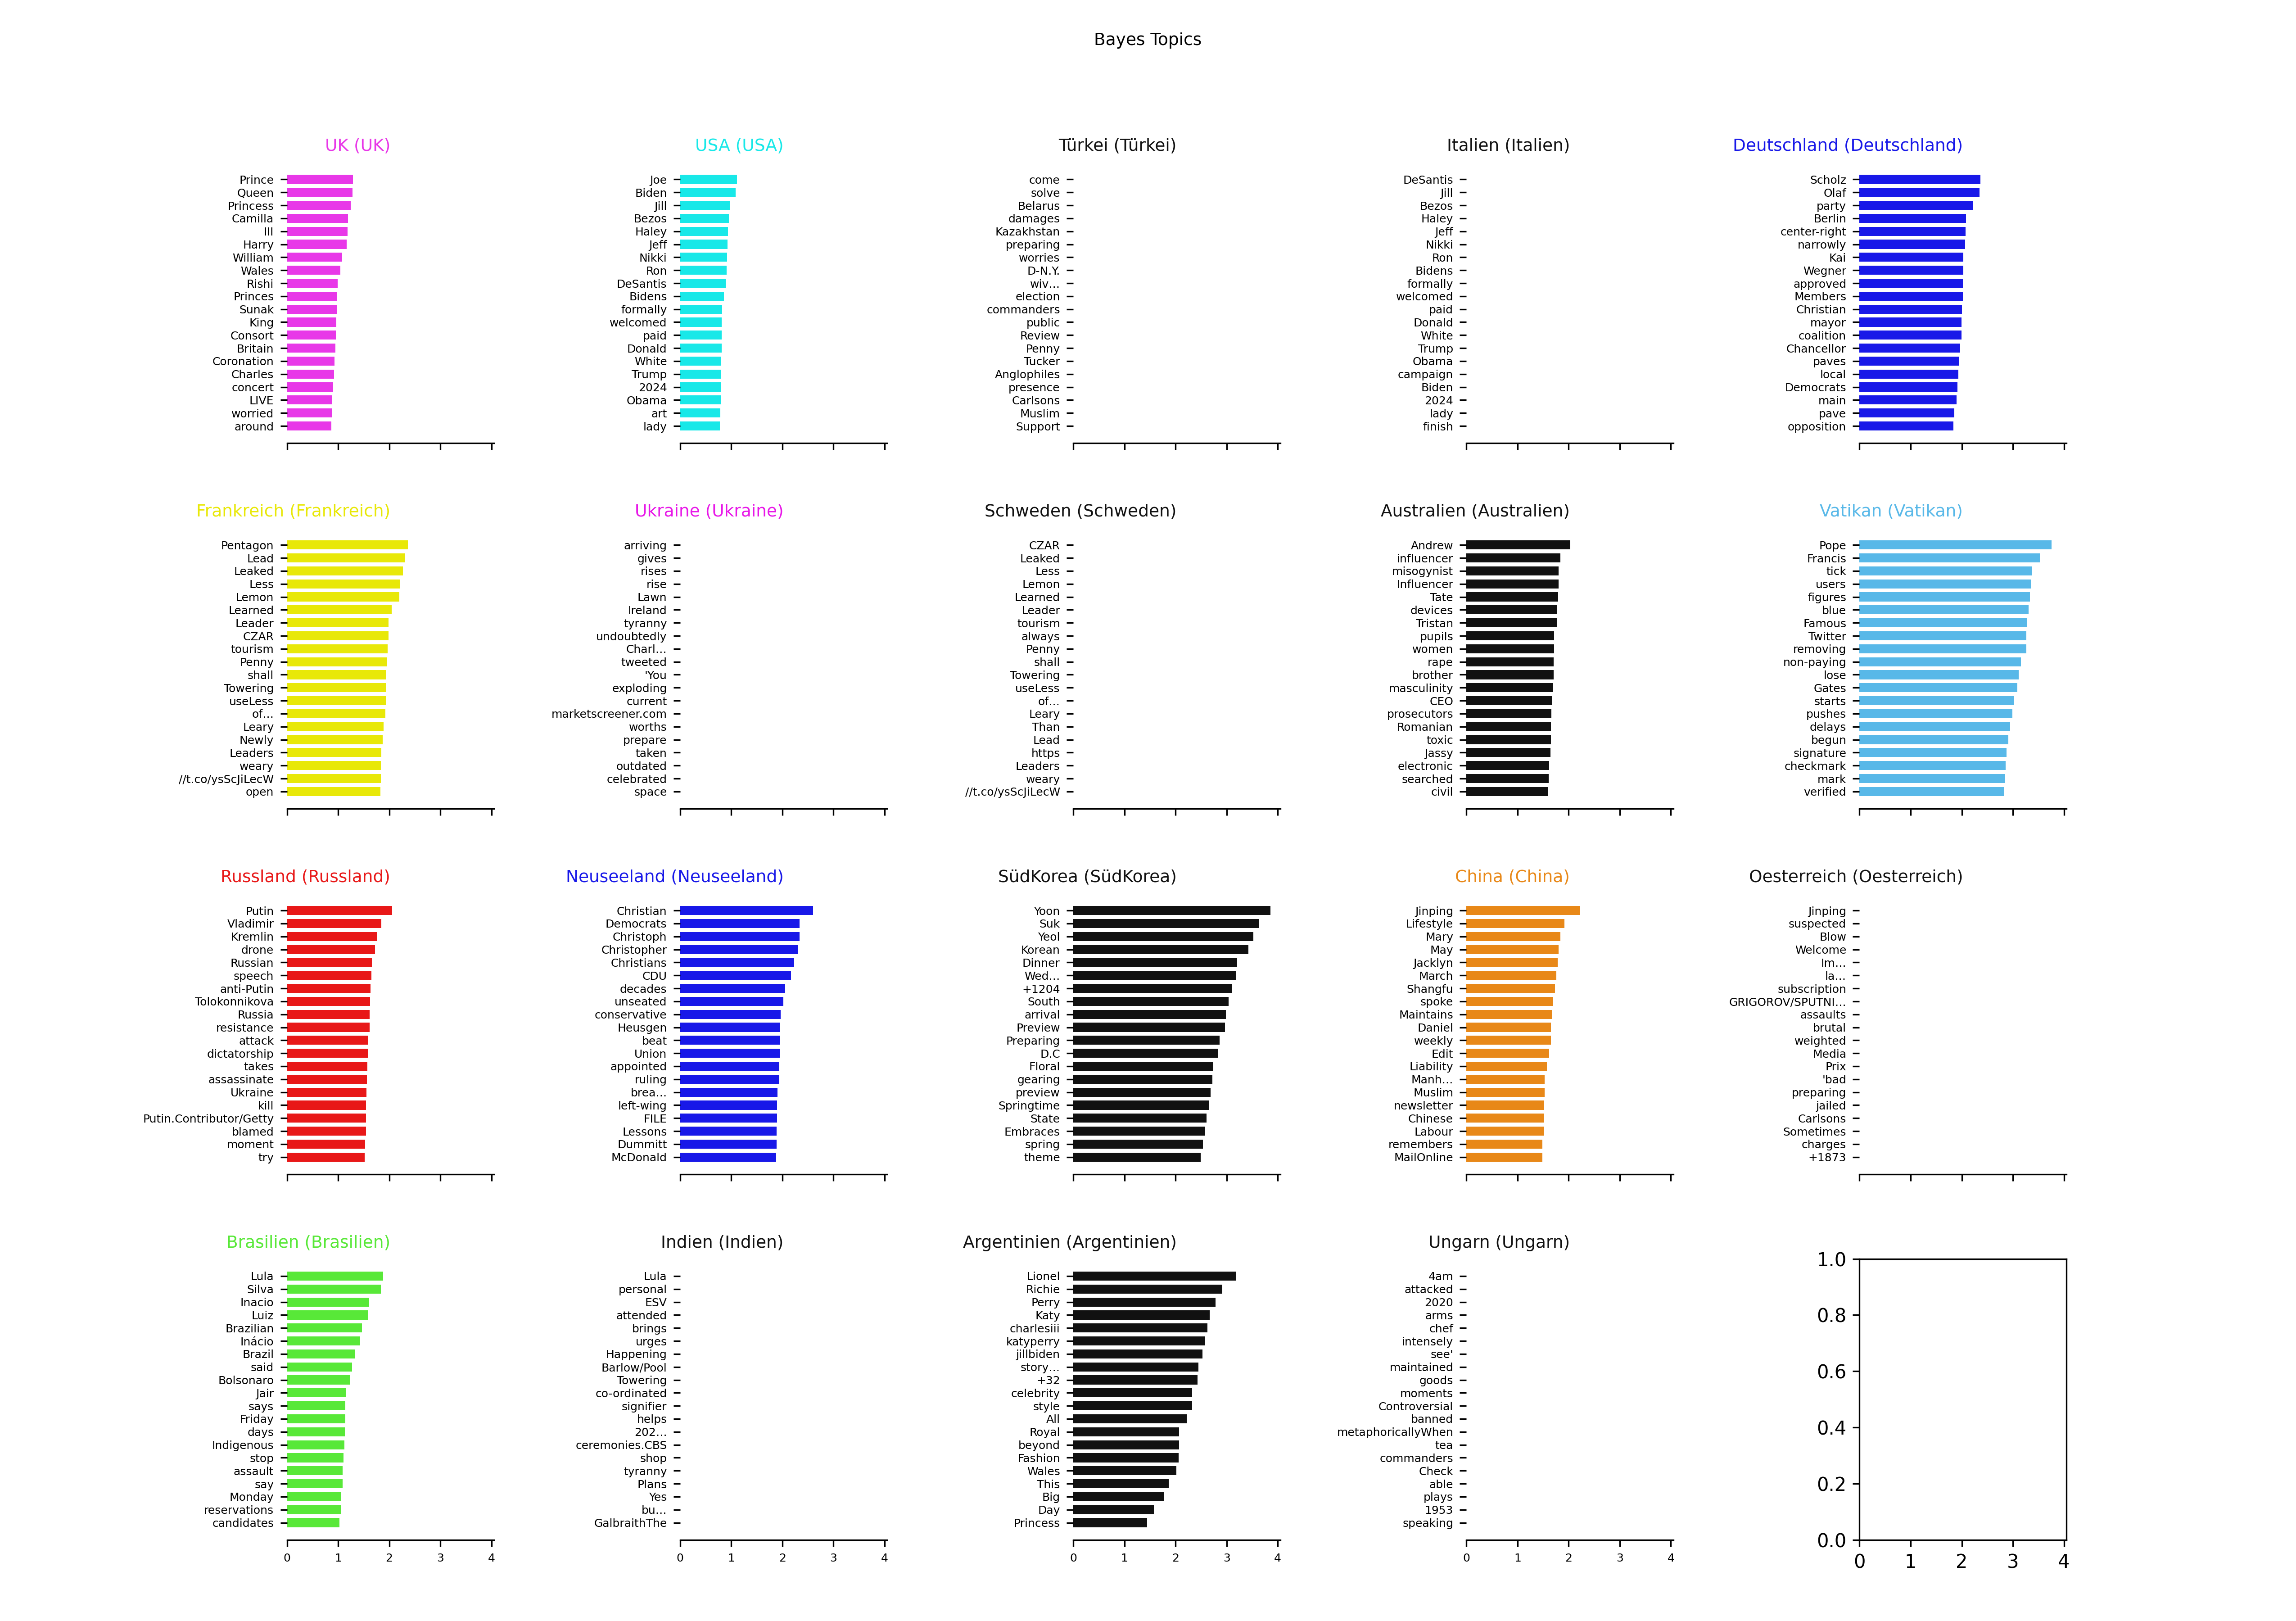 Bayes Topics
UK (UK)
Prince
Queen
Princess
Camilla
III
Harry
William
Wales
Rishi
Princes
Sunak
King
Consort
Britain
Coronation
Charles
concert
LIVE
worried
around
USA (USA)
Joe
Biden
Jill
Bezos
Haley
Jeff
Nikki
Ron
DeSantis
Bidens
formally
welcomed
paid
Donald
White
Trump
2024
Obama
art
lady
Türkei (Türkei)
come
solve
Belarus
damages
Kazakhstan
preparing
worries
D-N.Y.
wiv…
election
commanders
public
Review
Penny
Tucker
Anglophiles
presence
Carlsons
Muslim
Support
Italien (Italien)
DeSantis
Jill
Bezos
Haley
Jeff
Nikki
Ron
Bidens
formally
welcomed
paid
Donald
White
Trump
Obama
campaign
Biden
2024
lady
finish
Deutschland (Deutschland)
Scholz
Olaf
party
Berlin
center-right
narrowly
Kai
Wegner
approved
Members
Christian
mayor
coalition
Chancellor
paves
local
Democrats
main
pave
opposition
Frankreich (Frankreich)
Pentagon
Lead
Leaked
Less
Lemon
Learned
Leader
CZAR
tourism
Penny
shall
Towering
useLess
of…
Leary
Newly
Leaders
weary
//t.co/ysScJiLecW
open
Ukraine (Ukraine)
arriving
gives
rises
rise
Lawn
Ireland
tyranny
undoubtedly
Charl…
tweeted
'You
exploding
current
marketscreener.com
worths
prepare
taken
outdated
celebrated
space
Schweden (Schweden)
CZAR
Leaked
Less
Lemon
Learned
Leader
tourism
always
Penny
shall
Towering
useLess
of…
Leary
Than
Lead
https
Leaders
weary
//t.co/ysScJiLecW
Australien (Australien)
Andrew
influencer
misogynist
Influencer
Tate
devices
Tristan
pupils
women
rape
brother
masculinity
CEO
prosecutors
Romanian
toxic
Jassy
electronic
searched
civil
Vatikan (Vatikan)
Pope
Francis
tick
users
figures
blue
Famous
Twitter
removing
non-paying
lose
Gates
starts
pushes
delays
begun
signature
checkmark
mark
verified
Russland (Russland)
Putin
Vladimir
Kremlin
drone
Russian
speech
anti-Putin
Tolokonnikova
Russia
resistance
attack
dictatorship
takes
assassinate
Ukraine
kill
Putin.Contributor/Getty
blamed
moment
try
Neuseeland (Neuseeland)
Christian
Democrats
Christoph
Christopher
Christians
CDU
decades
unseated
conservative
Heusgen
beat
Union
appointed
ruling
brea…
left-wing
FILE
Lessons
Dummitt
McDonald
SüdKorea (SüdKorea)
Yoon
Suk
Yeol
Korean
Dinner
Wed…
+1204
South
arrival
Preview
Preparing
D.C
Floral
gearing
preview
Springtime
State
Embraces
spring
theme
China (China)
Jinping
Lifestyle
Mary
May
Jacklyn
March
Shangfu
spoke
Maintains
Daniel
weekly
Edit
Liability
Manh…
Muslim
newsletter
Chinese
Labour
remembers
MailOnline
Oesterreich (Oesterreich)
Jinping
suspected
Blow
Welcome
Im…
la…
subscription
GRIGOROV/SPUTNI…
assaults
brutal
weighted
Media
Prix
'bad
preparing
jailed
Carlsons
Sometimes
charges
+1873
Brasilien (Brasilien)
Lula
Silva
Inacio
Luiz
Brazilian
Inácio
Brazil
said
Bolsonaro
Jair
says
Friday
days
Indigenous
stop
assault
say
Monday
reservations
candidates
0 1 2 3 4
Indien (Indien)
Lula
personal
ESV
attended
brings
urges
Happening
Barlow/Pool
Towering
co-ordinated
signifier
helps
202…
ceremonies.CBS
shop
tyranny
Plans
Yes
bu…
GalbraithThe
0 1 2 3 4
Argentinien (Argentinien)
Lionel
Richie
Perry
Katy
charlesiii
katyperry
jillbiden
story…
+32
celebrity
style
All
Royal
beyond
Fashion
Wales
This
Big
Day
Princess
0 1 2 3 4
Ungarn (Ungarn)
4am
attacked
2020
arms
chef
intensely
see'
maintained
goods
moments
Controversial
banned
metaphoricallyWhen
tea
commanders
Check
able
plays
1953
speaking
0 1 2 3 4
1.0
0.8
0.6
0.4
0.2
0.0
0 1 2 3 4